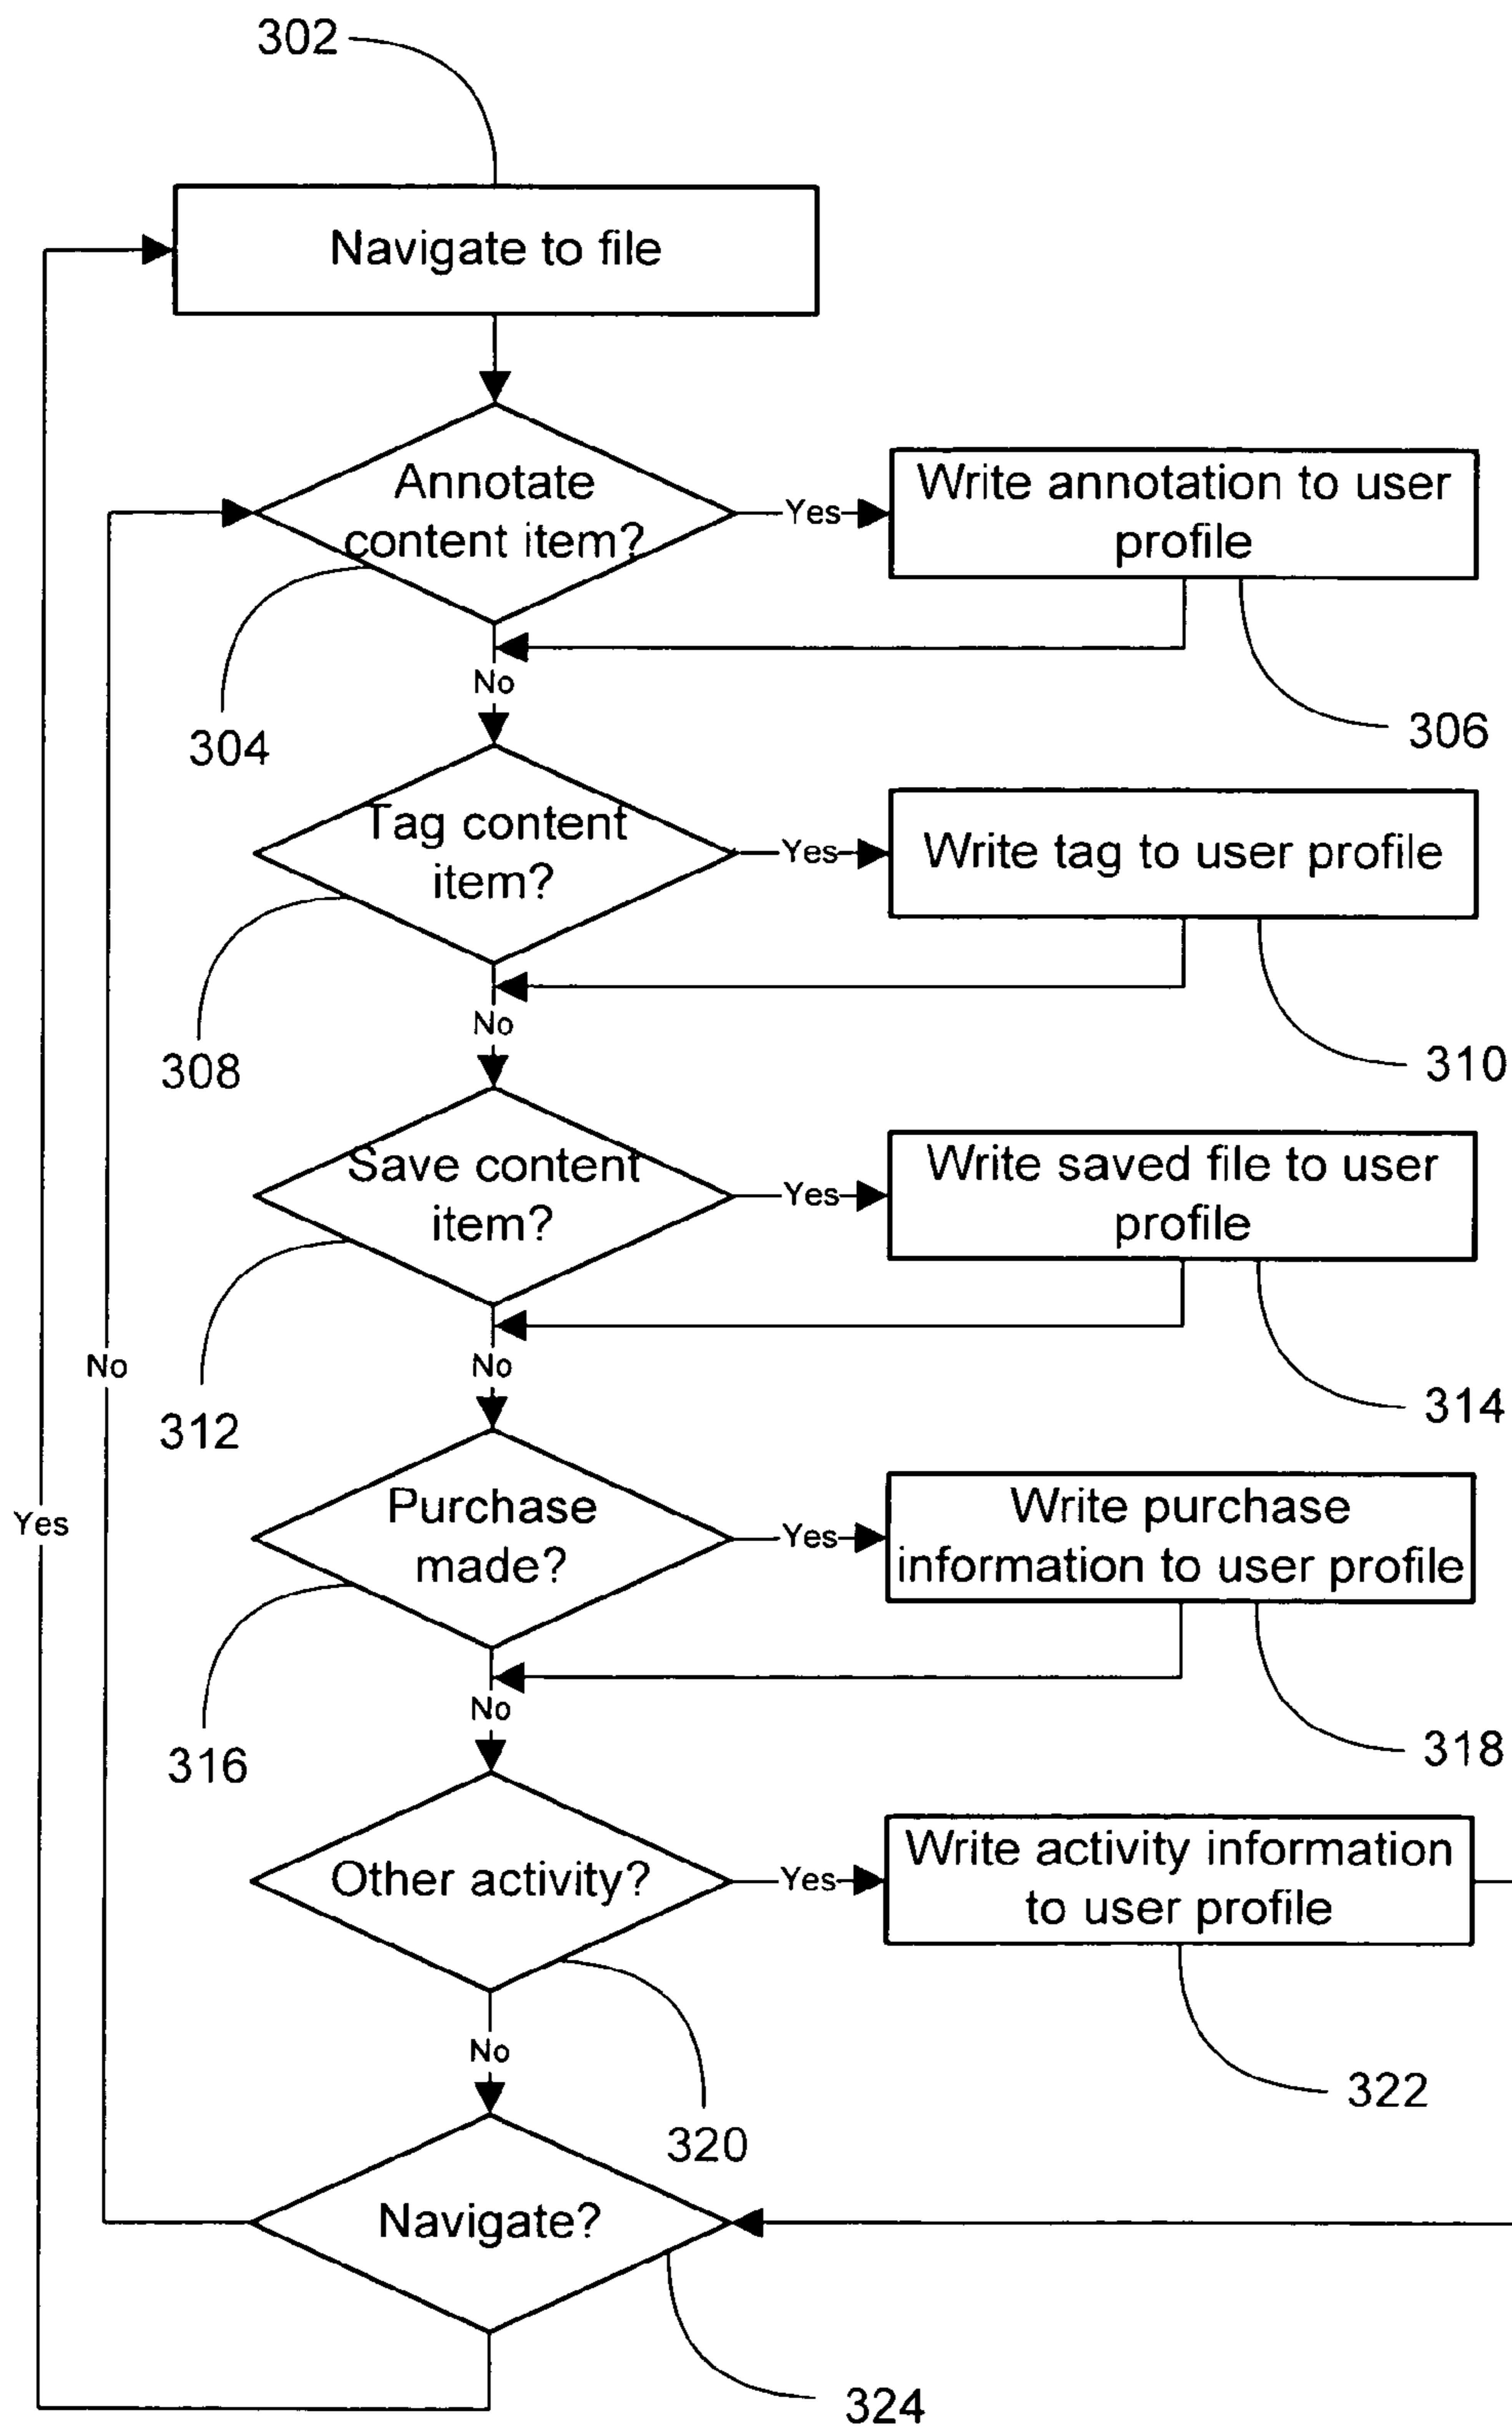 302
Navigate to file
Annotate
content item?
Yes
Write annotation to user
profile
No
304
306
Tag content
item?
Yes
Write tag to user profile
No
308
310
Save content
item?
Yes
Write saved file to user
profile
No
No
312
314
Purchase
made?
Yes
Write purchase
information to user profile
Yes
No
316
318
Other activity?
Yes
Write activity information
to user profile
No
322
320
Navigate?
324